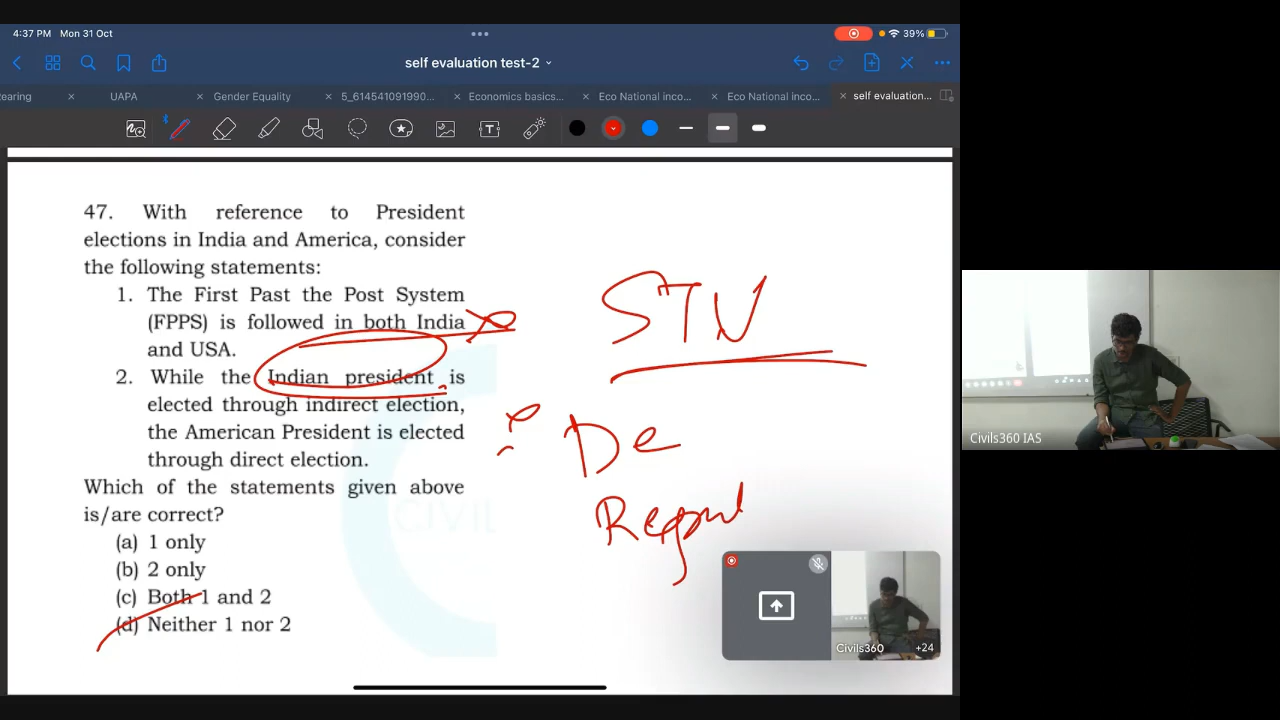 4:37 PM Mon 31 Oct
39%
self evaluation test-2
tearing
UAPA
Gender Equality
5_614541091990...
Economics basics...
Eco National inco...
Eco National inco...
self evaluation...
47. With reference to President
elections in India and America, consider
the following statements:
1. The First Past the Post System
(FPPS) is followed in both India
and USA.
2. While the Indian president is
elected through indirect election,
the American President is elected
through direct election.
Which of the statements given above
is/are correct?
(a) 1 only
(b) 2 only
(c) Both 1 and 2
(d) Neither 1 nor 2
STV
De
CIVIL
Civils360
+24
Civils360 IAS